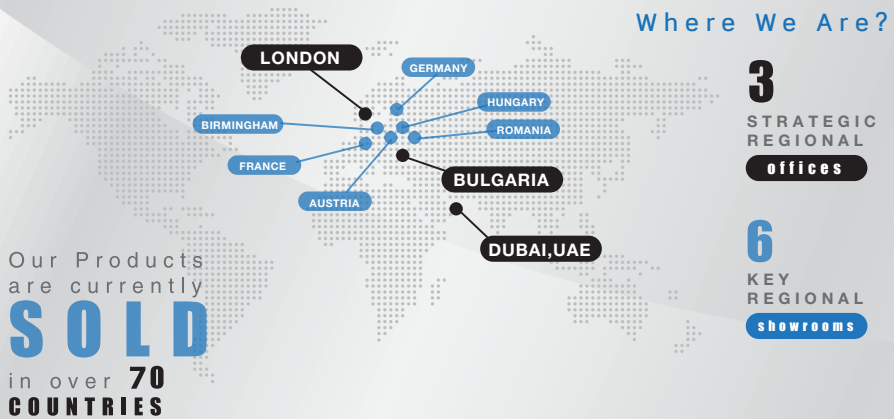 Where We Are?
LONDON
GERMANY
HUNGARY
BIRMINGHAM
ROMANIA
FRANCE
BULGARIA
AUSTRIA
DUBAI,UAE
3
STRATEGIC
REGIONAL
offices
6
KEY
REGIONAL
showrooms
Our Products
are currently
SOLD
in over 70
COUNTRIES